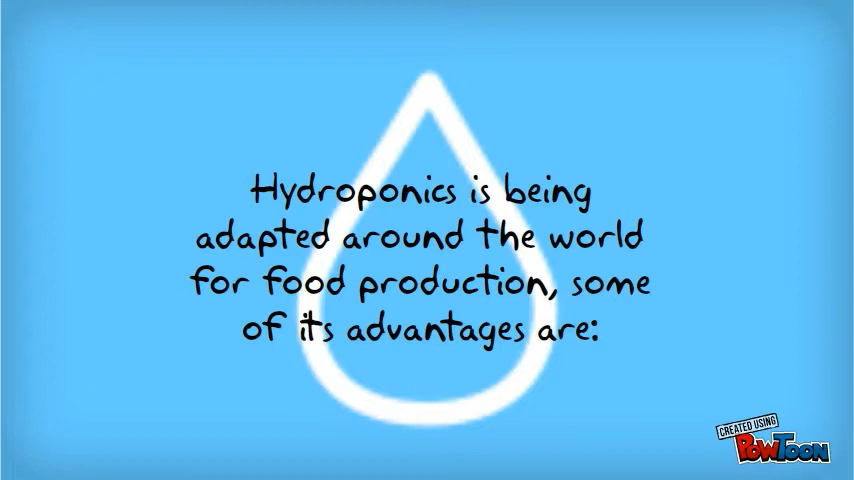 Hydroponics is being
adapted around the world
for food production, some
of its advantages are:
CREATED USING
POWTOON